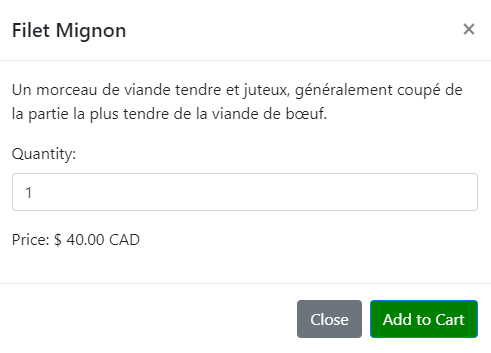 Filet Mignon
×
Un morceau de viande tendre et juteux, généralement coupé de
la partie la plus tendre de la viande de bœuf.
Quantity:
1
Price: $ 40.00 CAD
Close
Add to Cart